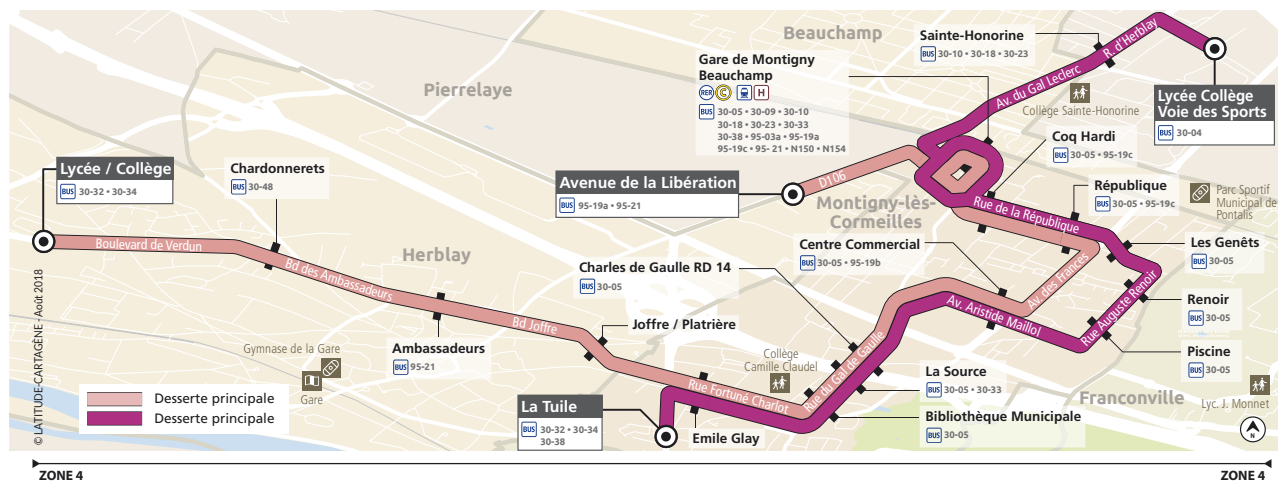 Beauchamp
Sainte-Honorine
BUS 30-10 • 30-18 • 30-23
R. d'Herblay
Av. du Gal Leclerc
Collège Sainte-Honorine
Lycée Collège
Voie des Sports
BUS 30-04
Gare de Montigny
Beauchamp
RER C H
BUS 30-05 • 30-09 • 30-10
30-18 • 30-23 • 30-33
30-38 • 95-03a • 95-19a
95-19c • 95- 21 • N150 • N154
Pierrelaye
Coq Hardi
BUS 30-05 • 95-19c
Lycée / Collège
BUS 30-32 • 30-34
Chardonnerets
BUS 30-48
Avenue de la Libération
BUS 95-19a • 95-21
D106
République
BUS 30-05 • 95-19c
Parc Sportif
Municipal de
Pontalis
Montigny-lès-
Cormeilles
Rue de la République
Boulevard de Verdun
Herblay
Centre Commercial
BUS 30-05 • 95-19b
Les Genêts
BUS 30-05
Bd des Ambassadeurs
Charles de Gaulle RD 14
BUS 30-05
Av. des Frances
Rue Auguste Renoir
Renoir
BUS 30-05
Av. Aristide Maillol
Bd Joffre
Joffre / Platrière
Ambassadeurs
BUS 95-21
Piscine
BUS 30-05
Gymnase de la Gare
Gare
Collège
Camille Claudel
Rue du Gal de Gaulle
La Source
BUS 30-05 • 30-33
Rue Fortuné Charlot
Franconville
Lyc. J. Monnet
Desserte principale
Desserte principale
La Tuile
BUS 30-32 • 30-34
30-38
Emile Glay
Bibliothèque Municipale
BUS 30-05
N
© LATITUDE-CARTAGÈNE - Août 2018
ZONE 4
ZONE 4